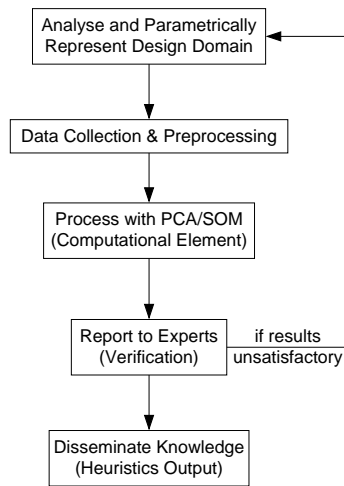 Analyse and Parametrically
Represent Design Domain
Data Collection & Preprocessing
Process with PCA/SOM
(Computational Element)
Report to Experts
(Verification)
if results
unsatisfactory
Disseminate Knowledge
(Heuristics Output)